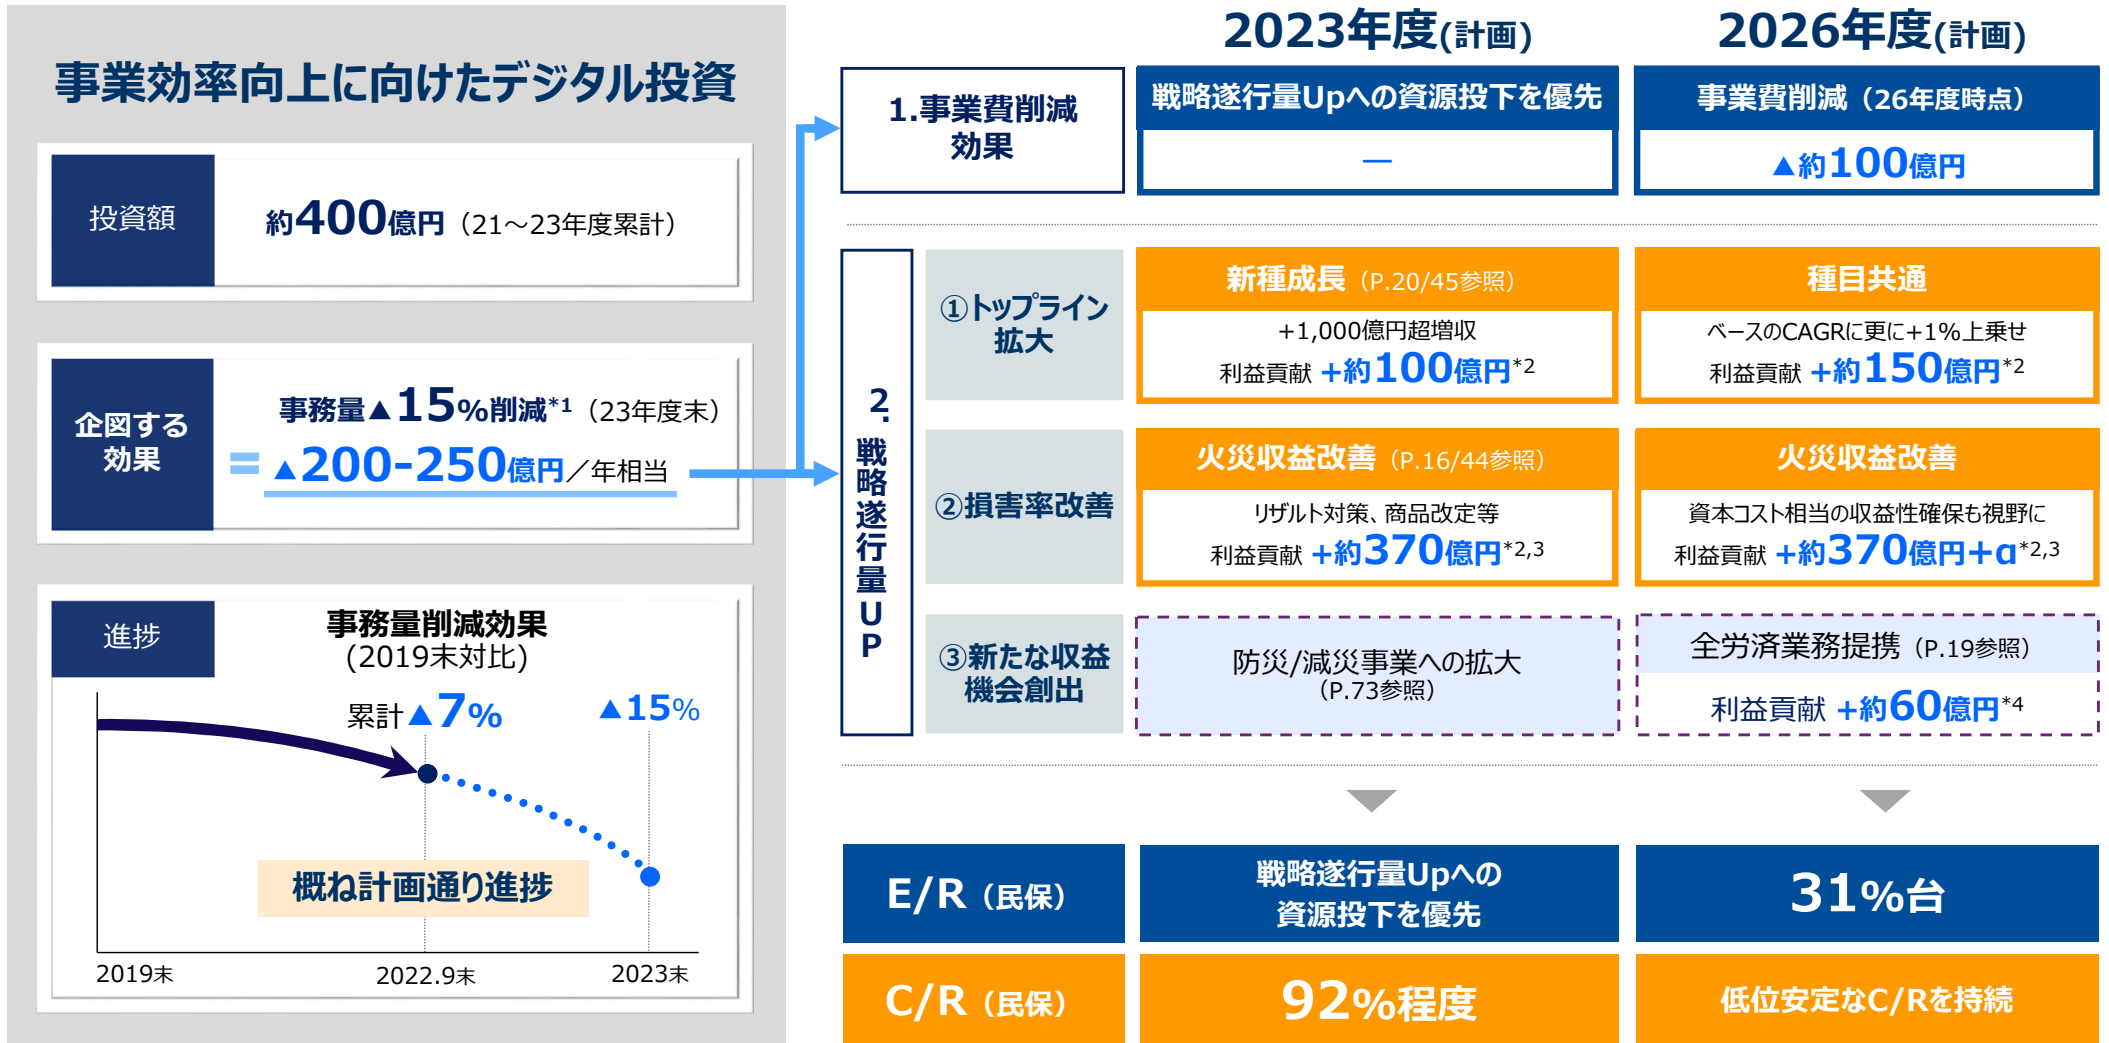 事業効率向上に向けたデジタル投資
投資額
約400億円（21～23年度累計）
企図する
効果
事務量▲15%削減*1（23年度末）
=▲200-250億円／年相当
進捗
事務量削減効果
(2019末対比)
累計▲7%
▲15%
概ね計画通り進捗
2019末
2022.9末
2023末
2023年度(計画)
2026年度(計画)
1.事業費削減
効果
戦略遂行量Upへの資源投下を優先
－
事業費削減（26年度時点）
▲約100億円
2.戦略遂行量UP
①トップライン
拡大
新種成長（P.20/45参照）
+1,000億円超増収
利益貢献 +約100億円*2
種目共通
ベースのCAGRに更に+1%上乗せ
利益貢献 +約150億円*2
②損害率改善
火災収益改善（P.16/44参照）
リザルト対策、商品改定等
利益貢献 +約370億円*2,3
火災収益改善
資本コスト相当の収益性確保も視野に
利益貢献 +約370億円+α*2,3
③新たな収益
機会創出
防災/減災事業への拡大
（P.73参照）
全労済業務提携（P.19参照）
利益貢献 +約60億円*4
E/R（民保）
戦略遂行量Upへの
資源投下を優先
31%台
C/R（民保）
92%程度
低位安定なC/Rを持続